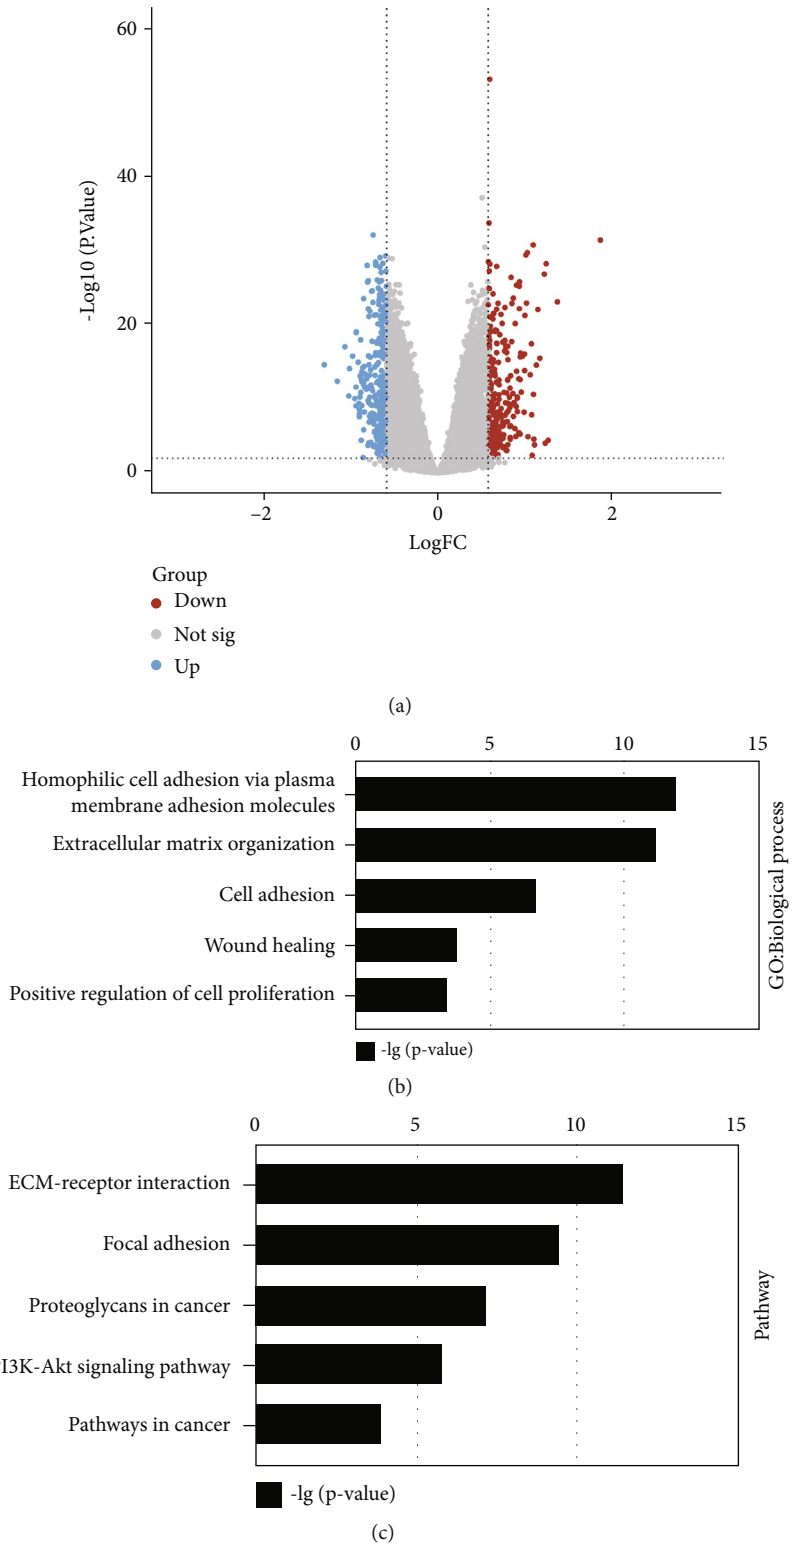 60
40
20
0
-Log10 (P.Value)
−2
0
2
LogFC
Group
Down
Not sig
Up
(a)
0
5
10
15
Homophilic cell adhesion via plasma
membrane adhesion molecules
Extracellular matrix organization
Cell adhesion
Wound healing
Positive regulation of cell proliferation
GO:Biological process
-lg (p-value)
(b)
0
5
10
15
ECM-receptor interaction
Focal adhesion
Proteoglycans in cancer
I3K-Akt signaling pathway
Pathways in cancer
Pathway
-lg (p-value)
(c)